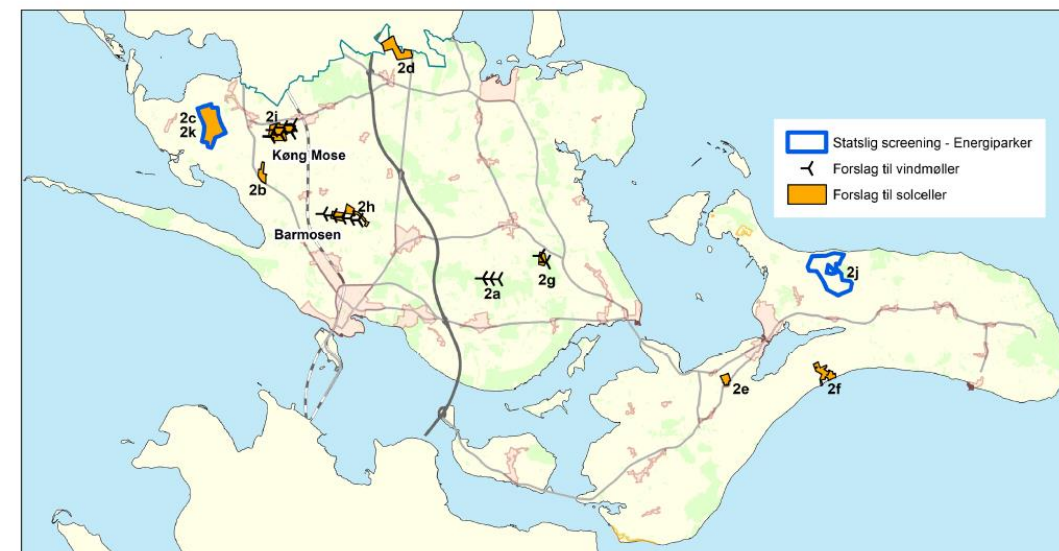 2d
2c
2k
2i
Køng Mose
2b
2h
Barmosen
2a
2g
2j
2e
2f
Statslig screening - Energiparker
Forslag til vindmøller
Forslag til solceller